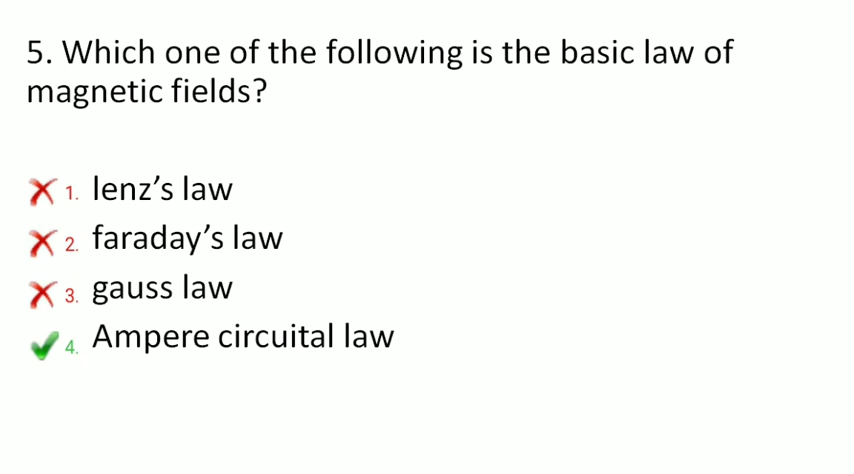 5. Which one of the following is the basic law of
magnetic fields?
1. lenz’s law
2. faraday’s law
3. gauss law
4. Ampere circuital law